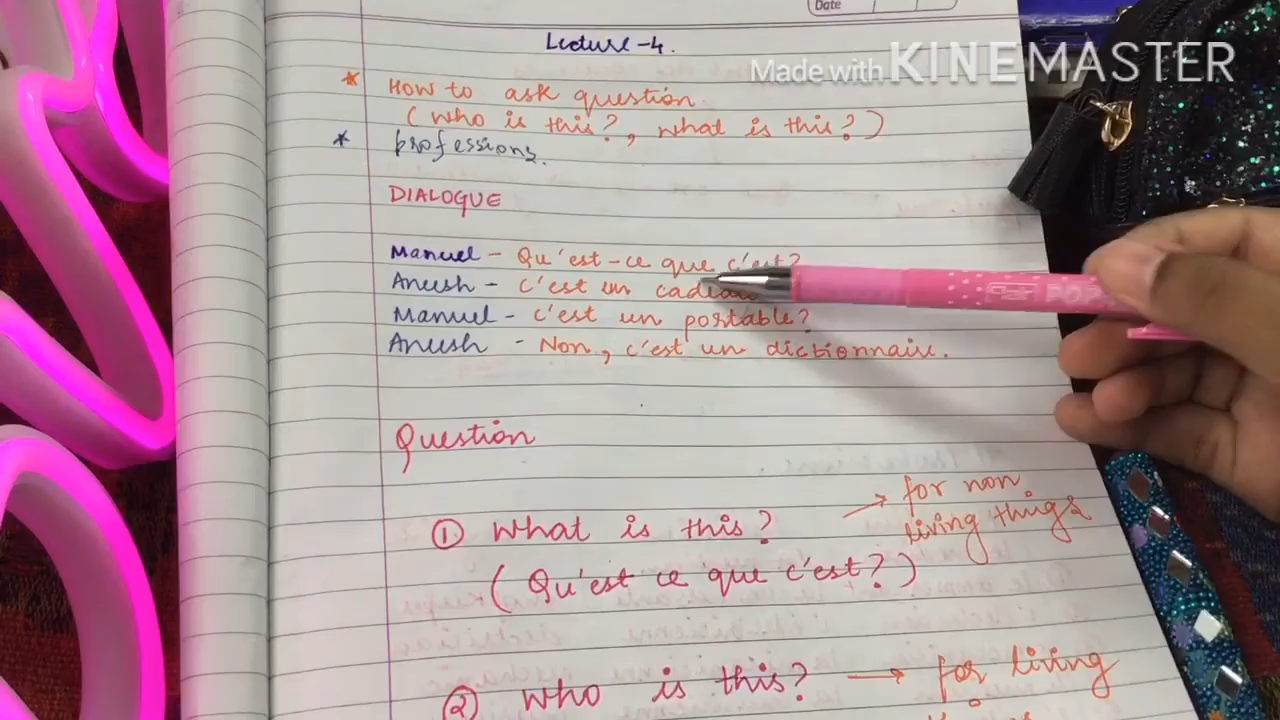 Date
Lecture-4.
Made with KINEMASTER
* How to ask question.
(Who is this?, what is this?)
* professions.
DIALOGUE
Manuel - Qu'est-ce que c'est?
Anush - c'est un cadeau
Manuel - c'est un portable?
Anush - Non, c'est un dictionnaire.
Question
① What is this? → for non
living things
(Qu'est ce que c'est?)
② Who is this? → for living